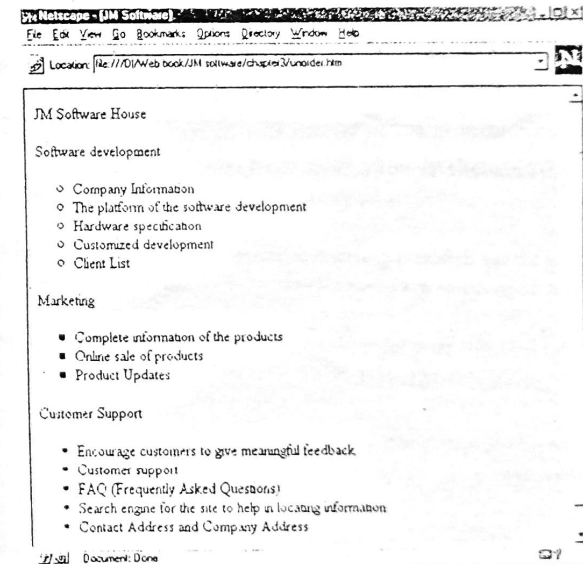 Netscape - [JM Software]
File Edit View Go Bookmarks Options Directory Window Help
Location: file:///D|/Web book/JM software/chapter3/unorder.htm
N
JM Software House
Software development
Company Information
The platform of the software development
Hardware specification
Customized development
Client List
Marketing
Complete information of the products
Online sale of products
Product Updates
Customer Support
Encourage customers to give meaningful feedback
Customer support
FAQ (Frequently Asked Questions)
Search engine for the site to help in locating information
Contact Address and Company Address
Document: Done